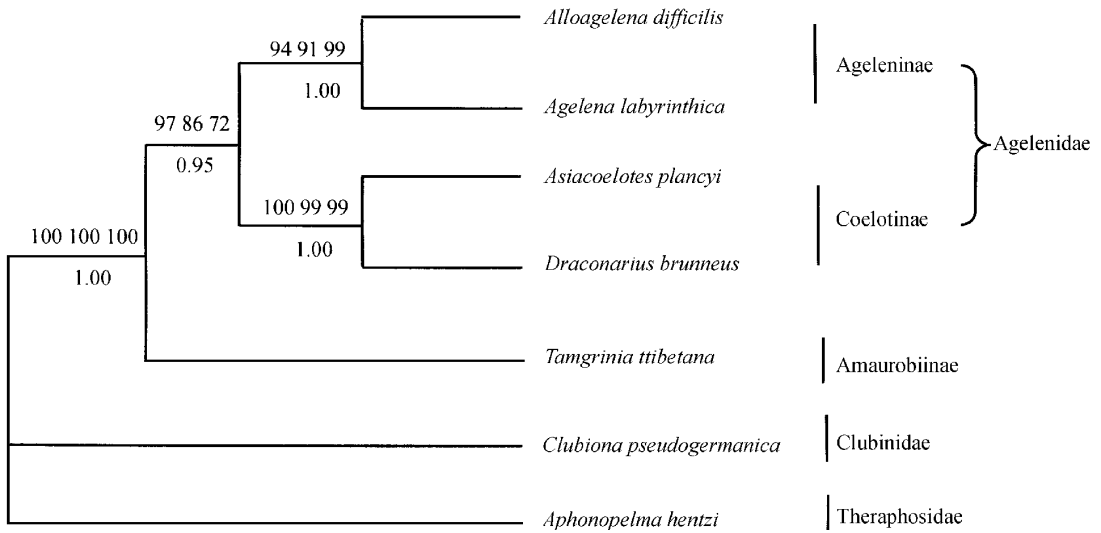 Alloagelena difficilis
94 91 99
Ageleninae
1.00
Agelena labyrinthica
97 86 72
Agelenidae
0.95
Asiacoelotes plancyi
100 99 99
Coelotinae
100 100 100
1.00
Draconarius brunneus
1.00
Tamgrinia ttibetana
Amaurobiinae
Clubiona pseudogermanica
Clubinidae
Aphonopelma hentzi
Theraphosidae